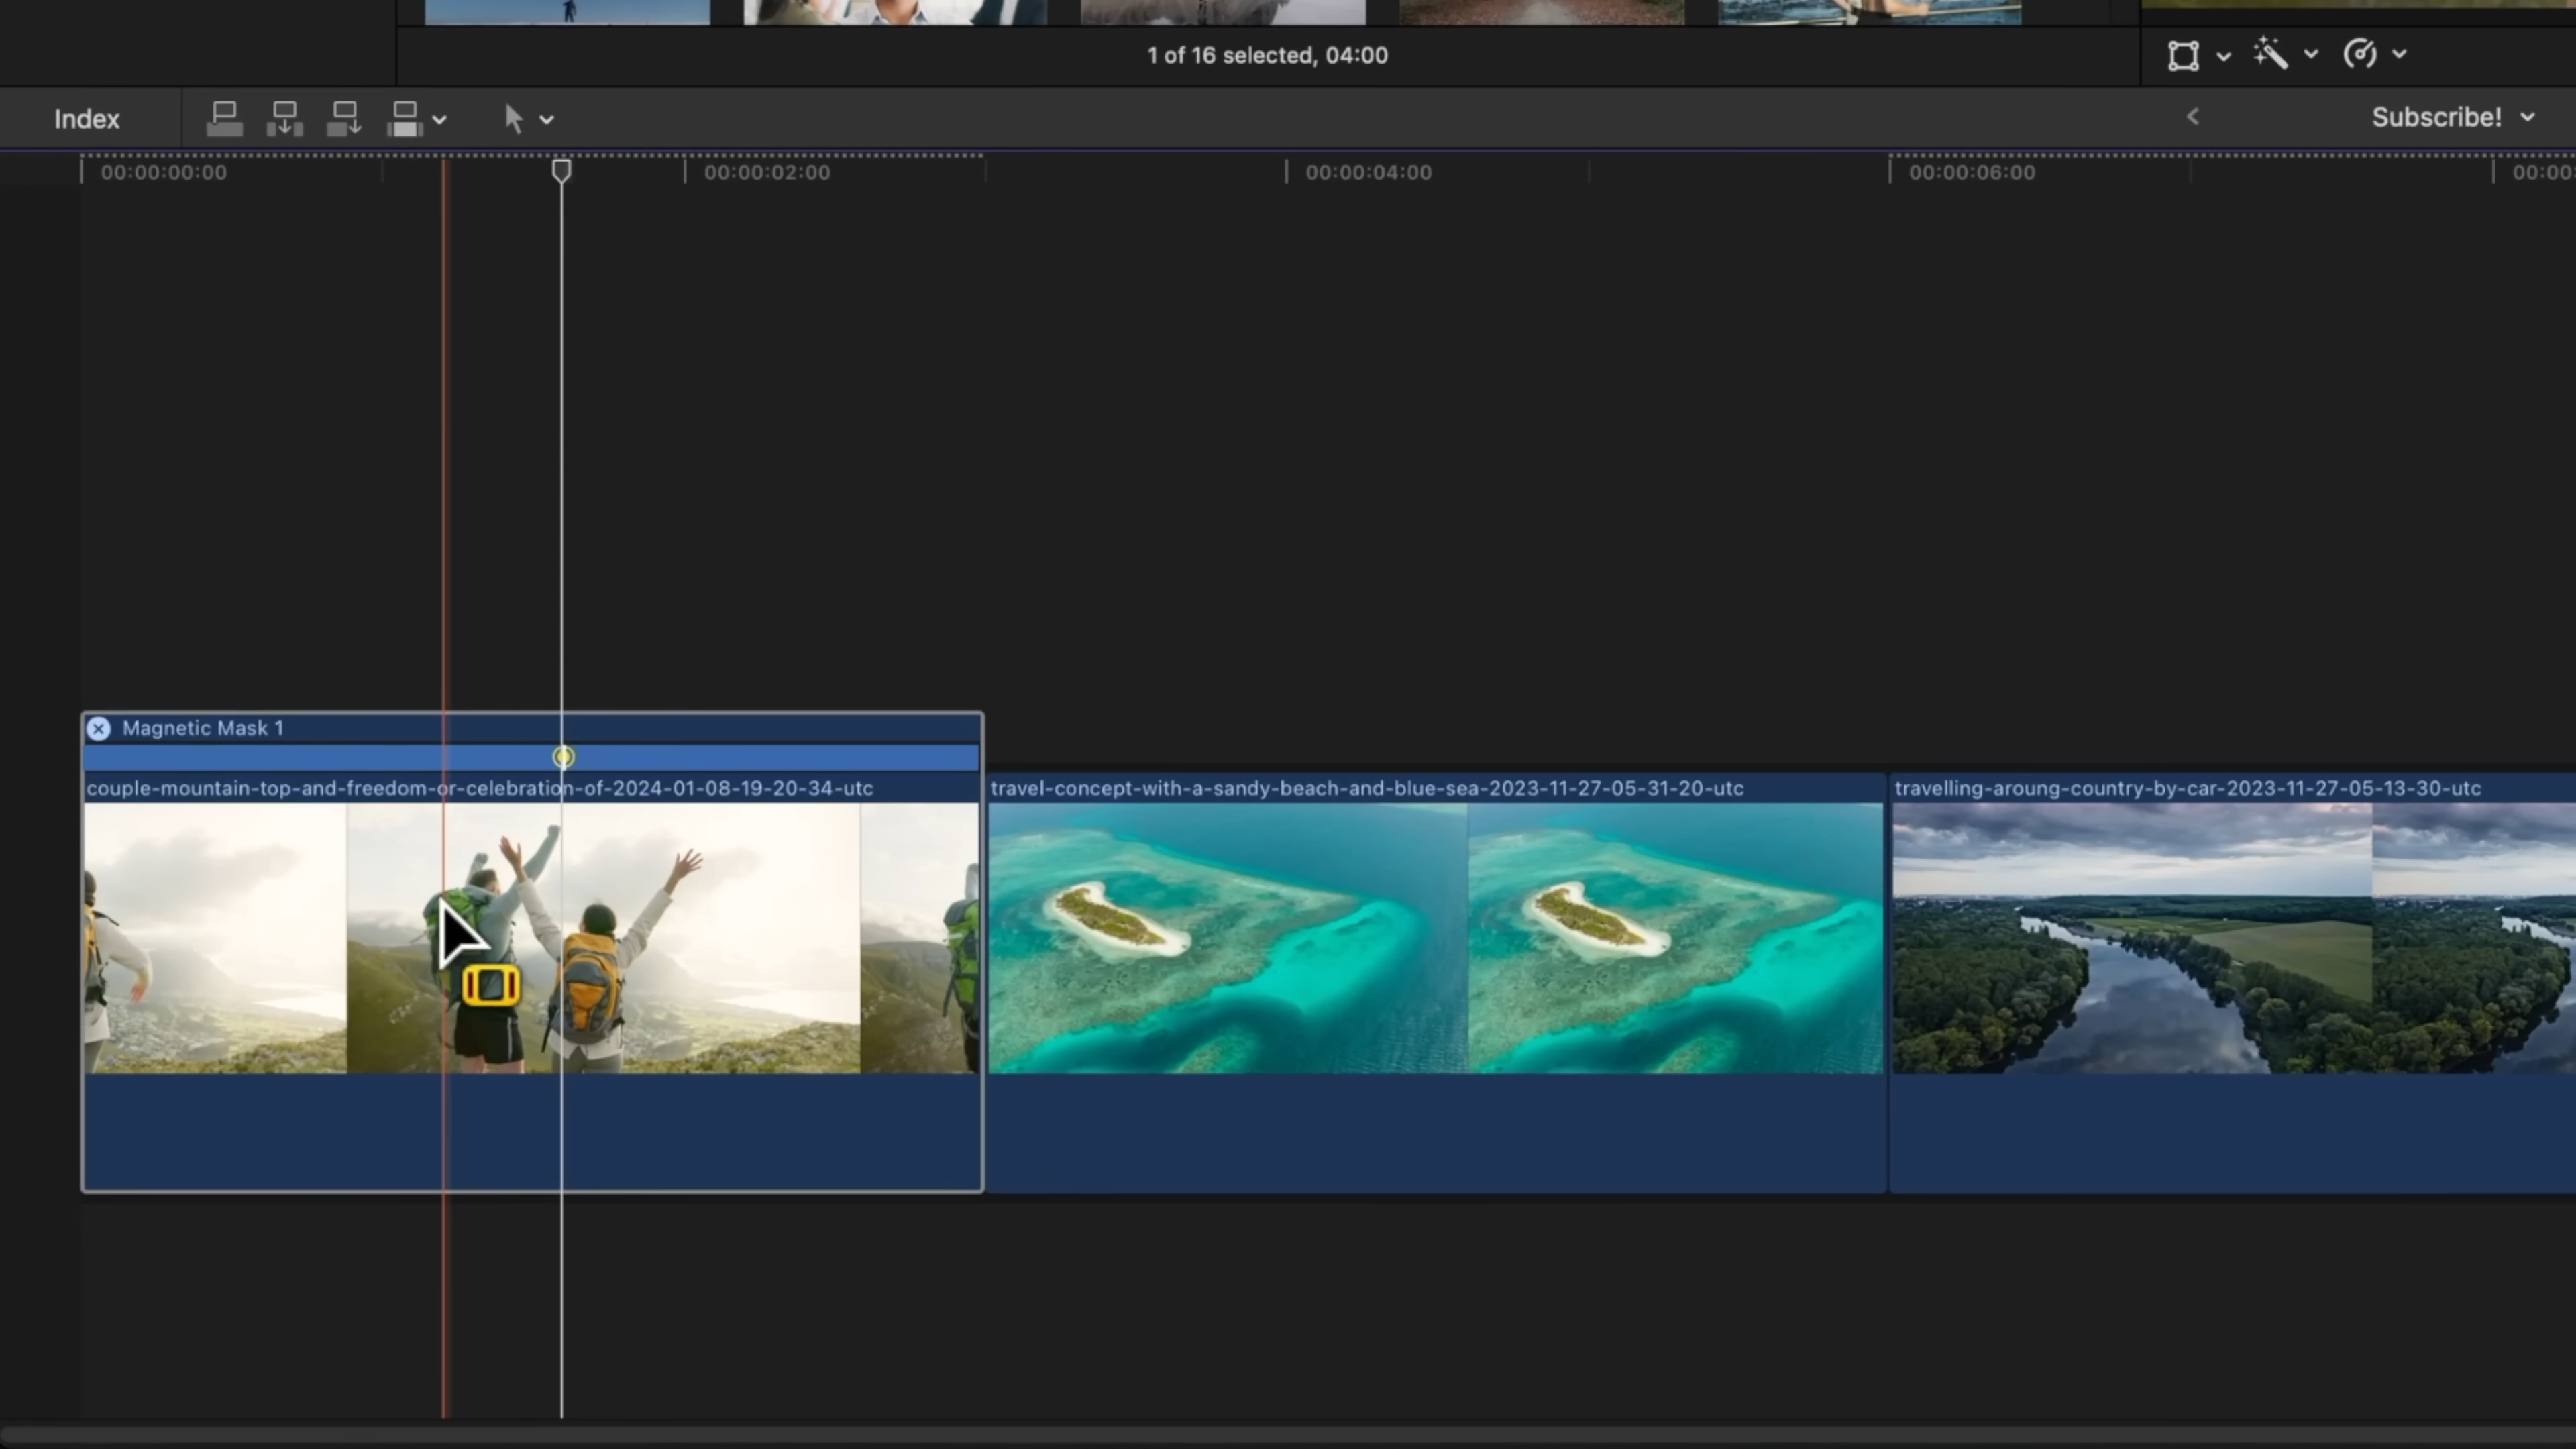 1 of 16 selected, 04:00
Index
Subscribe!
00:00:00:00
00:00:02:00
00:00:04:00
00:00:06:00
00:00:
Magnetic Mask 1
couple-mountain-top-and-freedom-or-celebration-of-2024-01-08-19-20-34-utc
travel-concept-with-a-sandy-beach-and-blue-sea-2023-11-27-05-31-20-utc
travelling-aroung-country-by-car-2023-11-27-05-13-30-utc